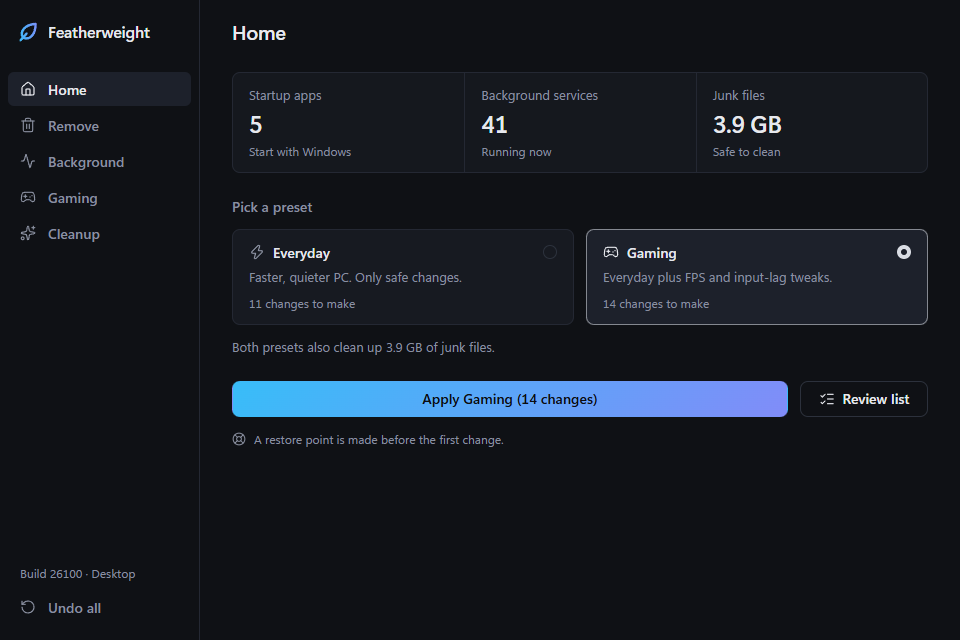 Featherweight
Home
Remove
Background
Gaming
Cleanup
Build 26100 · Desktop
Undo all
Home
Startup apps
5
Start with Windows
Background services
41
Running now
Junk files
3.9 GB
Safe to clean
Pick a preset
Everyday
Faster, quieter PC. Only safe changes.
11 changes to make
Gaming
Everyday plus FPS and input-lag tweaks.
14 changes to make
Both presets also clean up 3.9 GB of junk files.
Apply Gaming (14 changes)
Review list
A restore point is made before the first change.